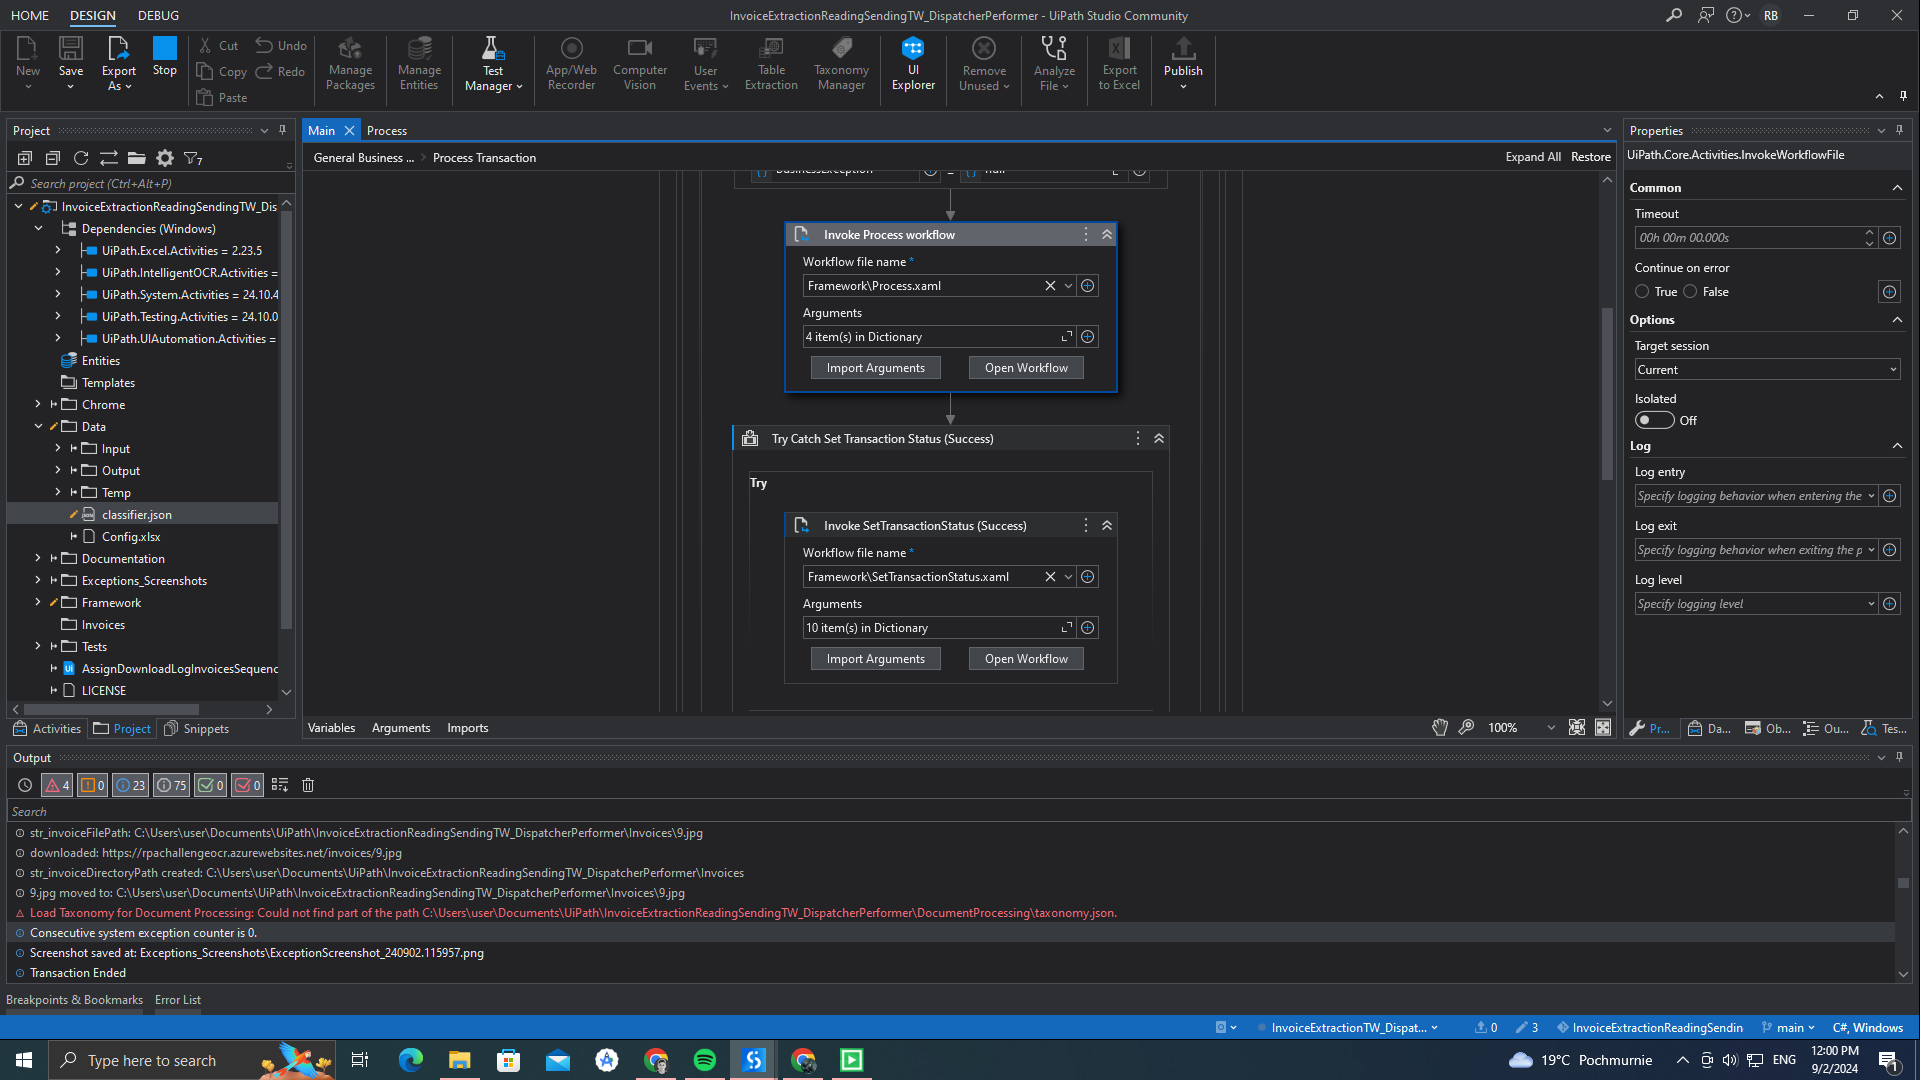 HOME DESIGN DEBUG
InvoiceExtractionReadingSendingTW_DispatcherPerformer - UiPath Studio Community
RB
New
Save
Export As
Stop
Cut
Copy
Paste
Undo
Redo
Manage Packages
Manage Entities
Test Manager
App/Web Recorder
Computer Vision
User Events
Table Extraction
Taxonomy Manager
UI Explorer
Remove Unused
Analyze File
Export to Excel
Publish
Project
7
Search project (Ctrl+Alt+P)
InvoiceExtractionReadingSendingTW_Dis
Dependencies (Windows)
UiPath.Excel.Activities = 2.23.5
UiPath.IntelligentOCR.Activities =
UiPath.System.Activities = 24.10.4
UiPath.Testing.Activities = 24.10.0
UiPath.UIAutomation.Activities =
Entities
Templates
Chrome
Data
Input
Output
Temp
classifier.json
Config.xlsx
Documentation
Exceptions_Screenshots
Framework
Invoices
Tests
AssignDownloadLogInvoicesSequenc
LICENSE
Activities Project Snippets
Main Process
General Business ... Process Transaction
Expand All Restore
BusinessException = null
Invoke Process workflow
Workflow file name *
Framework\Process.xaml
Arguments
4 item(s) in Dictionary
Import Arguments Open Workflow
Try Catch Set Transaction Status (Success)
Try
Invoke SetTransactionStatus (Success)
Workflow file name *
Framework\SetTransactionStatus.xaml
Arguments
10 item(s) in Dictionary
Import Arguments Open Workflow
Variables Arguments Imports
100%
Properties
UiPath.Core.Activities.InvokeWorkflowFile
Common
Timeout
00h 00m 00.000s
Continue on error
True False
Options
Target session
Current
Isolated
Off
Log
Log entry
Specify logging behavior when entering the
Log exit
Specify logging behavior when exiting the p
Log level
Specify logging level
Pr... Da... Ob... Ou... Tes...
Output
4 0 23 75 0 0
Search
str_invoiceFilePath: C:\Users\user\Documents\UiPath\InvoiceExtractionReadingSendingTW_DispatcherPerformer\Invoices\9.jpg
downloaded: https://rpachallengeocr.azurewebsites.net/invoices/9.jpg
str_invoiceDirectoryPath created: C:\Users\user\Documents\UiPath\InvoiceExtractionReadingSendingTW_DispatcherPerformer\Invoices
9.jpg moved to: C:\Users\user\Documents\UiPath\InvoiceExtractionReadingSendingTW_DispatcherPerformer\Invoices\9.jpg
Load Taxonomy for Document Processing: Could not find part of the path C:\Users\user\Documents\UiPath\InvoiceExtractionReadingSendingTW_DispatcherPerformer\DocumentProcessing\taxonomy.json.
Consecutive system exception counter is 0.
Screenshot saved at: Exceptions_Screenshots\ExceptionScreenshot_240902.115957.png
Transaction Ended
Breakpoints & Bookmarks Error List
InvoiceExtractionTW_Dispat... 0 3 InvoiceExtractionReadingSendin main C#, Windows
Type here to search
19°C Pochmurnie
ENG
12:00 PM
9/2/2024
1